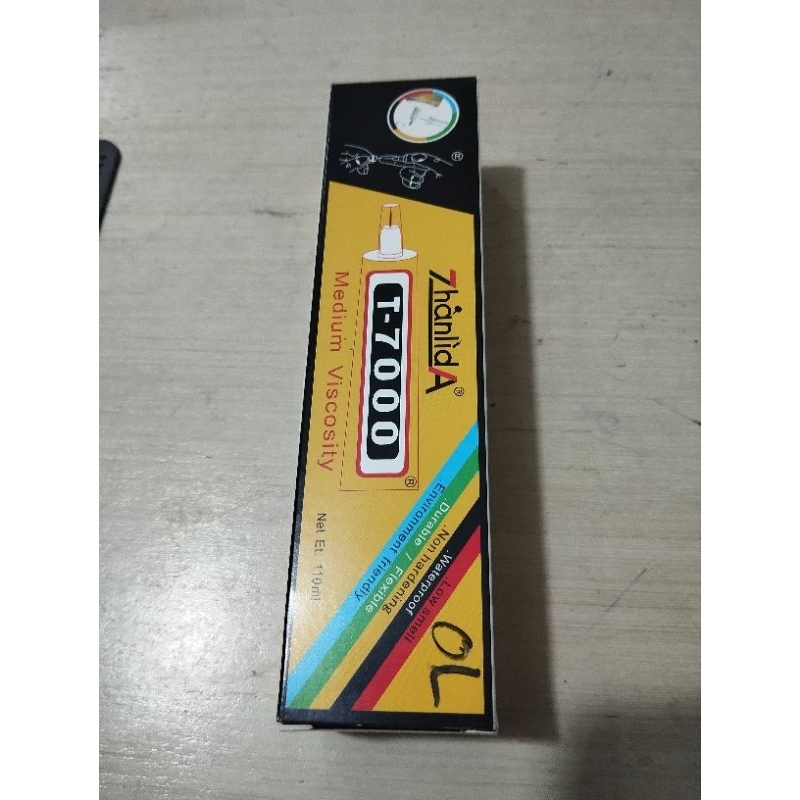 ZhanlidA®
T-7000®
Medium Viscosity
Net Et. 110ml
.Low smell
.Waterproof
.Non hardening
.Durable / Flexible
Environment friendly
OL
®